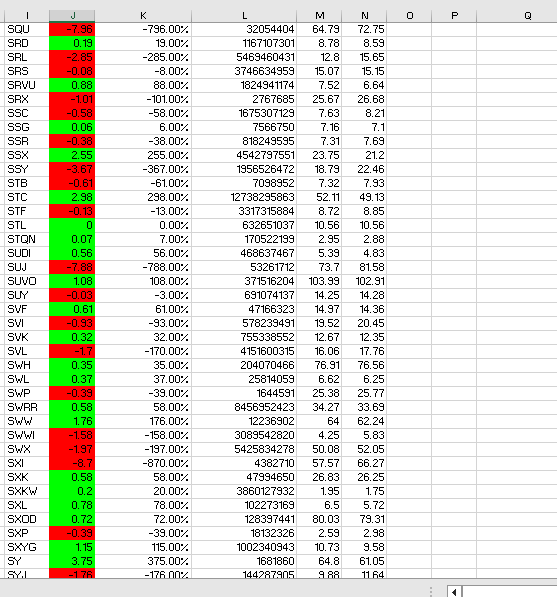 I J K L M N O P Q
SQU -7.96 -796.00% 32054404 64.79 72.75
SRD 0.19 19.00% 1167107301 8.78 8.59
SRL -2.85 -285.00% 5469460431 12.8 15.65
SRS -0.08 -8.00% 3746634959 15.07 15.15
SRVU 0.88 88.00% 1824941174 7.52 6.64
SRX -1.01 -101.00% 2767685 25.67 26.68
SSC -0.58 -58.00% 1675307129 7.63 8.21
SSG 0.06 6.00% 7566750 7.16 7.1
SSR -0.38 -38.00% 818249595 7.31 7.69
SSX 2.55 255.00% 4542797551 23.75 21.2
SSY -3.67 -367.00% 1956526472 18.79 22.46
STB -0.61 -61.00% 7098952 7.32 7.93
STC 2.98 298.00% 12738295863 52.11 49.13
STF -0.13 -13.00% 3317315884 8.72 8.85
STL 0 0.00% 632651037 10.56 10.56
STQN 0.07 7.00% 170522199 2.95 2.88
SUDI 0.56 56.00% 468637467 5.39 4.83
SUJ -7.88 -788.00% 53261712 73.7 81.58
SUVO 1.08 108.00% 371516204 103.99 102.91
SUY -0.03 -3.00% 691074137 14.25 14.28
SVF 0.61 61.00% 47166323 14.97 14.36
SVI -0.93 -93.00% 578239491 19.52 20.45
SVK 0.32 32.00% 755338552 12.67 12.35
SVL -1.7 -170.00% 4151600315 16.06 17.76
SWH 0.35 35.00% 204070466 76.91 76.56
SWL 0.37 37.00% 25814059 6.62 6.25
SWP -0.39 -39.00% 1644591 25.38 25.77
SWRR 0.58 58.00% 8456952423 34.27 33.69
SWW 1.76 176.00% 12236902 64 62.24
SWWI -1.58 -158.00% 3089542820 4.25 5.83
SWX -1.97 -197.00% 5425834278 50.08 52.05
SXI -8.7 -870.00% 4382710 57.57 66.27
SXK 0.58 58.00% 47994650 26.83 26.25
SXKW 0.2 20.00% 3860127932 1.95 1.75
SXL 0.78 78.00% 102273169 6.5 5.72
SXOD 0.72 72.00% 128397441 80.03 79.31
SXP -0.39 -39.00% 18132326 2.59 2.98
SXYG 1.15 115.00% 1002340943 10.73 9.58
SY 3.75 375.00% 1681860 64.8 61.05
SYJ -1.76 -176.00% 144287905 9.88 11.64